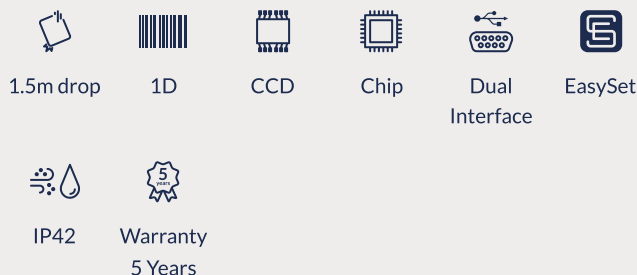 1.5m drop
1D
CCD
Chip
Dual
Interface
EasySet
IP42
5
years
Warranty
5 Years